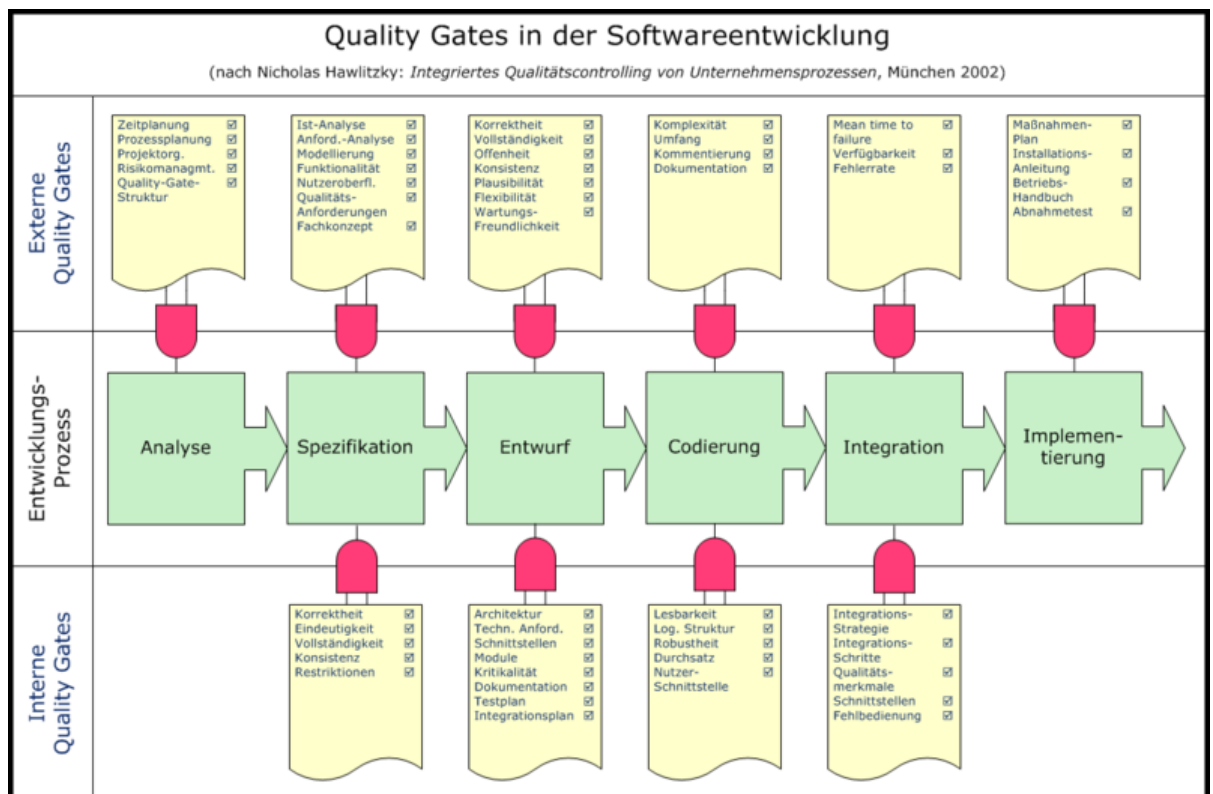 Quality Gates in der Softwareentwicklung
(nach Nicholas Hawlitzky: Integriertes Qualitätscontrolling von Unternehmensprozessen, München 2002)
Externe
Quality Gates
Zeitplanung
Prozessplanung
Projektorg.
Risikomanagmt.
Quality-Gate-
Struktur
Ist-Analyse
Anford.-Analyse
Modellierung
Funktionalität
Nutzeroberfl.
Qualitäts-
Anforderungen
Fachkonzept
Korrektheit
Vollständigkeit
Offenheit
Konsistenz
Plausibilität
Flexibilität
Wartungs-
Freundlichkeit
Komplexität
Umfang
Kommentierung
Dokumentation
Mean time to
failure
Verfügbarkeit
Fehlerrate
Maßnahmen-
Plan
Installations-
Anleitung
Betriebs-
Handbuch
Abnahmetest
Entwicklungs-
Prozess
Analyse
Spezifikation
Entwurf
Codierung
Integration
Implemen-
tierung
Interne
Quality Gates
Korrektheit
Eindeutigkeit
Vollständigkeit
Konsistenz
Restriktionen
Architektur
Techn. Anford.
Schnittstellen
Module
Kritikalität
Dokumentation
Testplan
Integrationsplan
Lesbarkeit
Log. Struktur
Robustheit
Durchsatz
Nutzer-
Schnittstelle
Integrations-
Strategie
Integrations-
Schritte
Qualitäts-
merkmale
Schnittstellen
Fehlbedienung